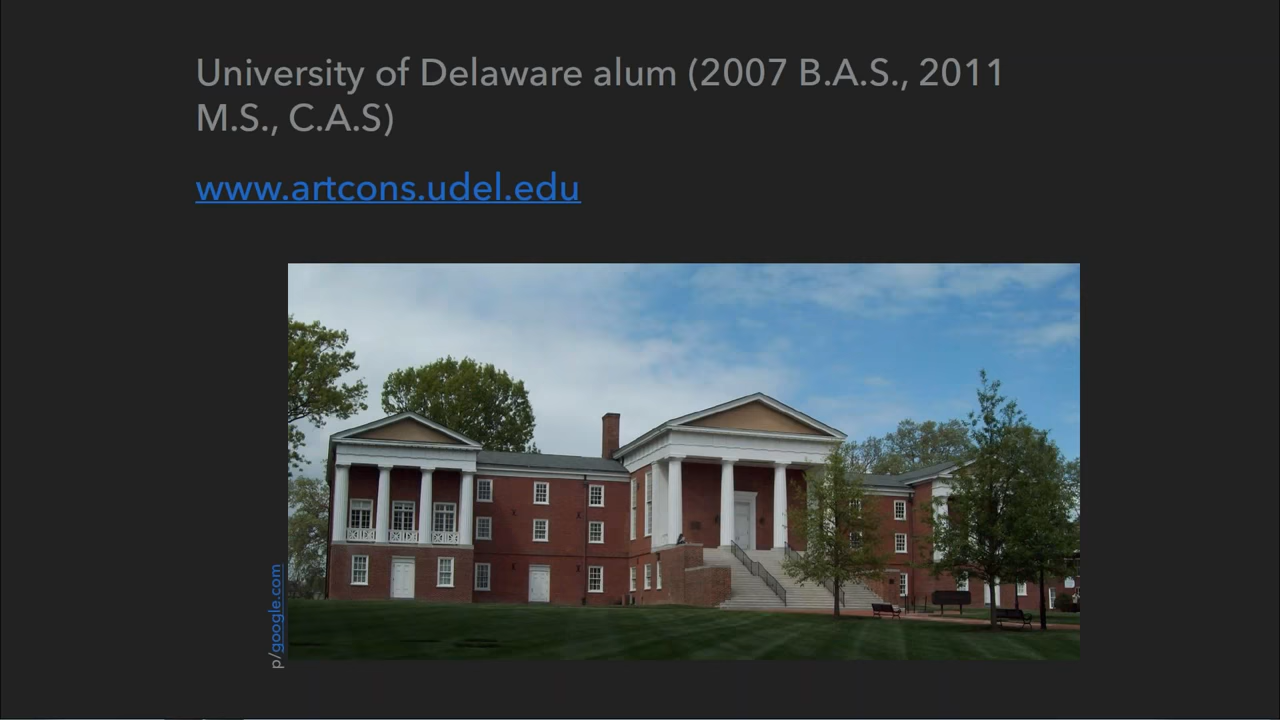 University of Delaware alum (2007 B.A.S., 2011
M.S., C.A.S)
www.artcons.udel.edu
p/google.com